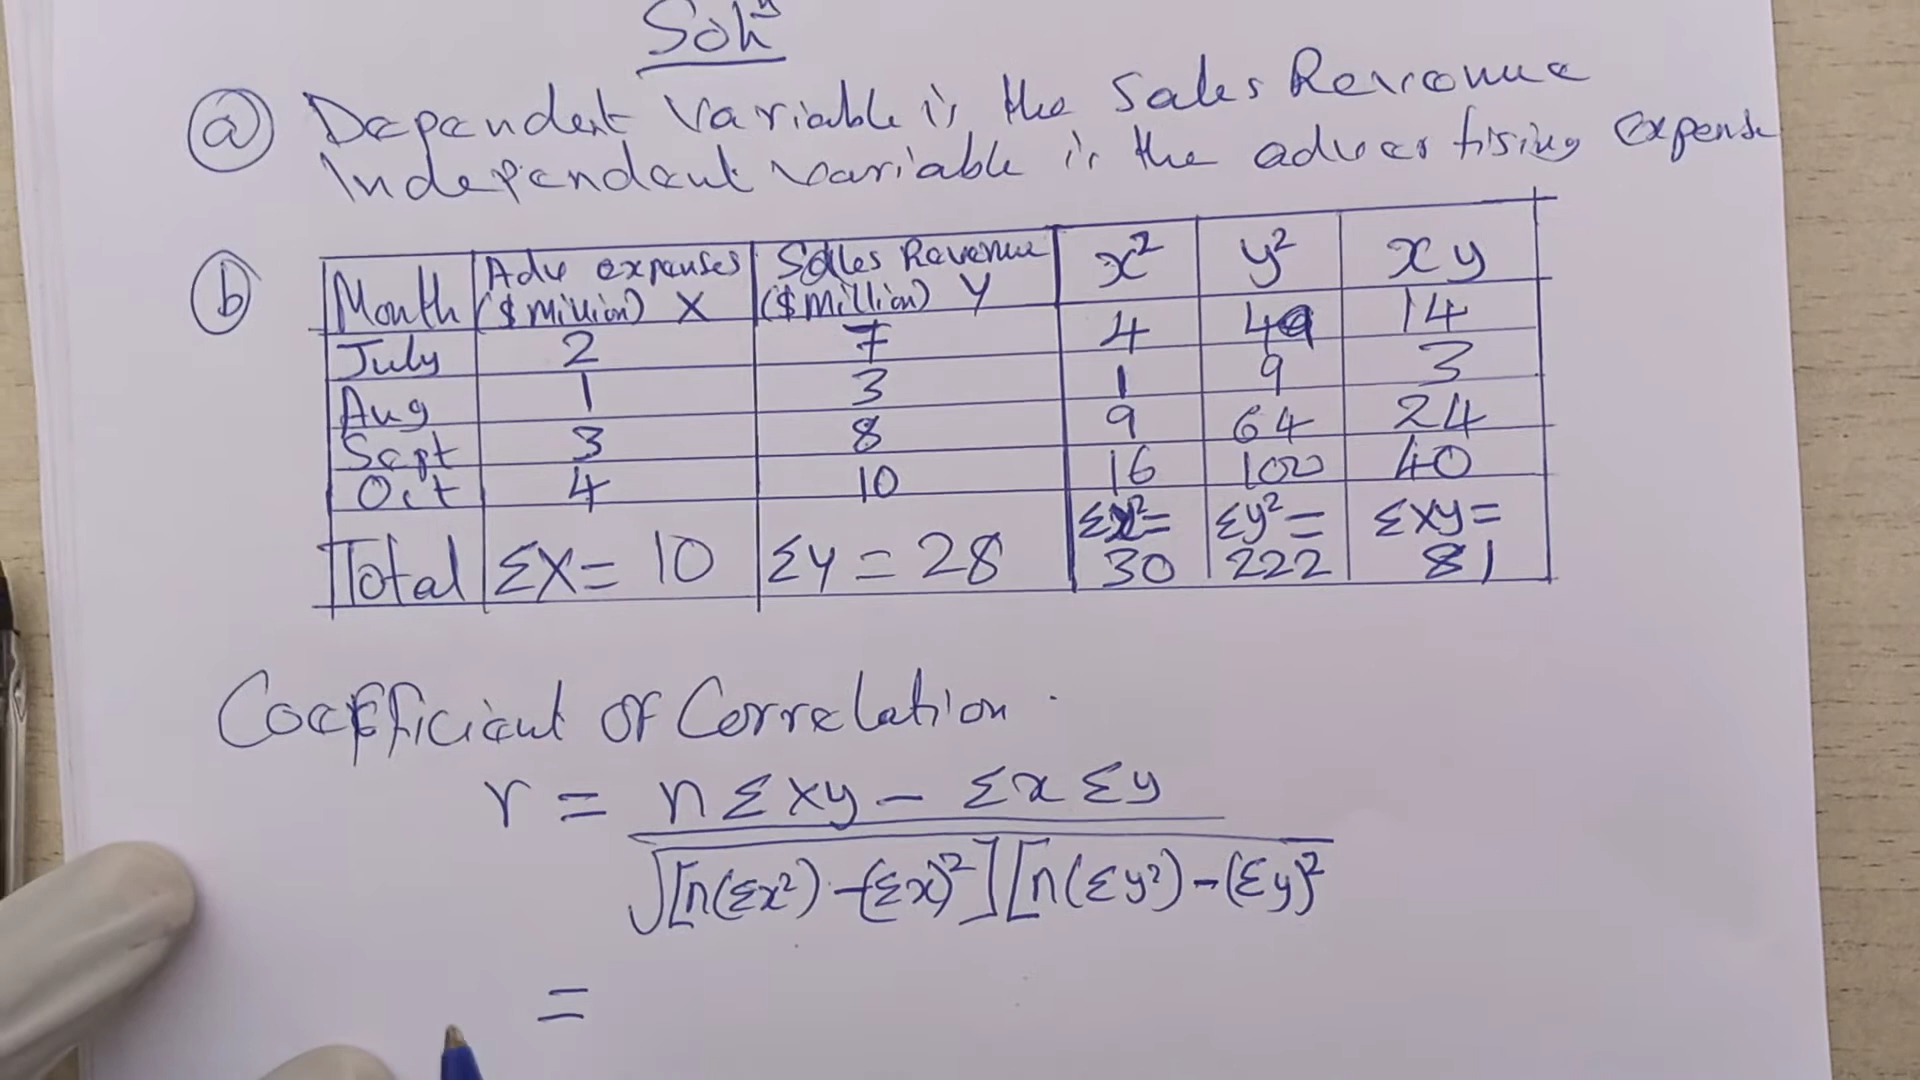 Soln
(a) Dependent Variable is the Sales Revenue
Independent Variable is the advertising expense
(b)
Month | Adv expenses ($ Million) X | Sales Revenue ($ Million) Y | x² | y² | xy
July | 2 | 7 | 4 | 49 | 14
Aug | 1 | 3 | 1 | 9 | 3
Sept | 3 | 8 | 9 | 64 | 24
Oct | 4 | 10 | 16 | 100 | 40
Total | Σx = 10 | Σy = 28 | Σx² = 30 | Σy² = 222 | Σxy = 81
Coefficient of Correlation.
r = nΣxy - ΣxΣy
√[n(Σx²) - (Σx)²][n(Σy²) - (Σy)²
=